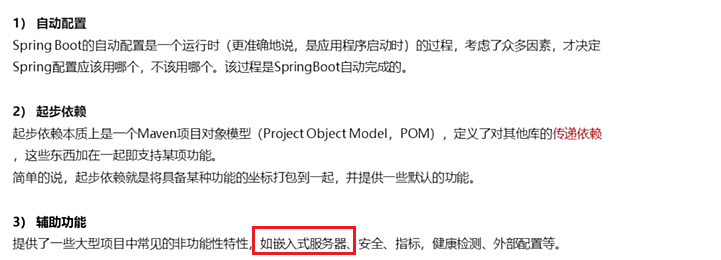 1） 自动配置
Spring Boot的自动配置是一个运行时（更准确地说，是应用程序启动时）的过程，考虑了众多因素，才决定
Spring配置应该用哪个，不该用哪个。该过程是SpringBoot自动完成的。
2） 起步依赖
起步依赖本质上是一个Maven项目对象模型（Project Object Model，POM），定义了对其他库的传递依赖
，这些东西加在一起即支持某项功能。
简单的说，起步依赖就是将具备某种功能的坐标打包到一起，并提供一些默认的功能。
3） 辅助功能
提供了一些大型项目中常见的非功能性特性，如嵌入式服务器、安全、指标，健康检测、外部配置等。